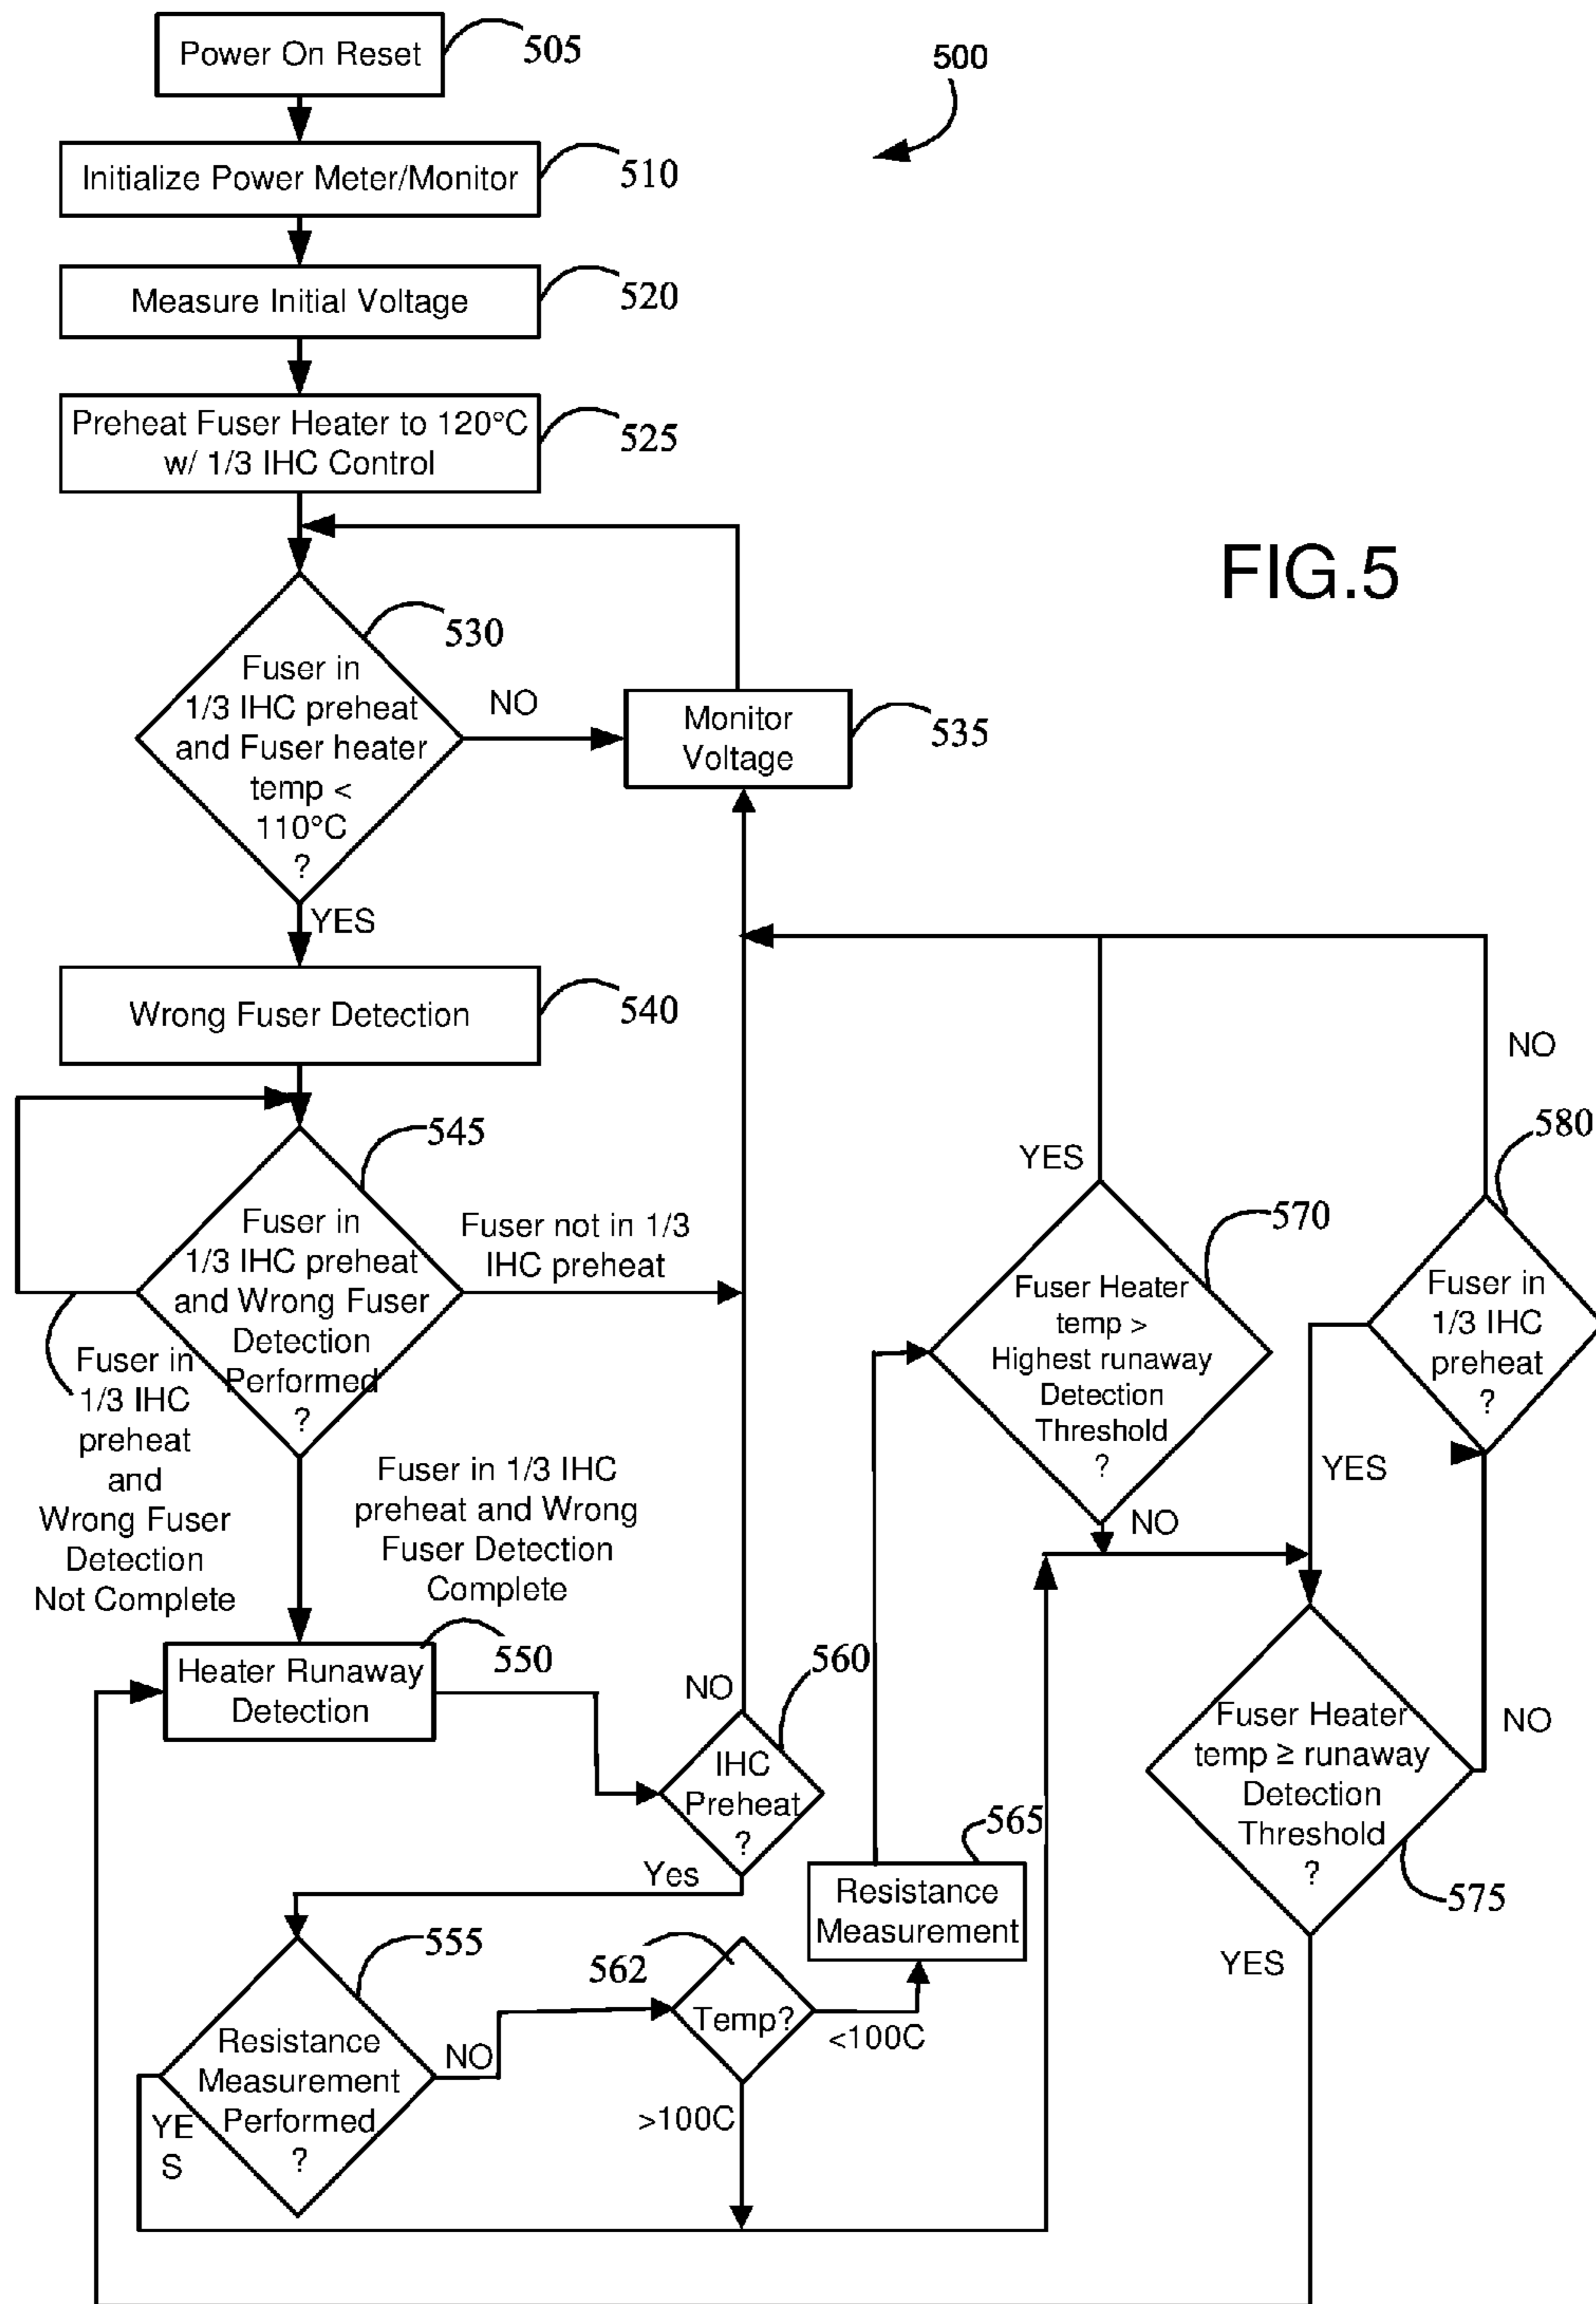 Power On Reset
505
500
Initialize Power Meter/Monitor
510
Measure Initial Voltage
520
Preheat Fuser Heater to 120°C
w/ 1/3 IHC Control
525
FIG.5
530
Fuser in
1/3 IHC preheat
and Fuser heater
temp <
110°C
?
NO
Monitor
Voltage
535
YES
Wrong Fuser Detection
540
545
Fuser in
1/3 IHC preheat
and Wrong Fuser
Detection
Performed
?
Fuser not in 1/3
IHC preheat
Fuser in
1/3 IHC
preheat
and
Wrong Fuser
Detection
Not Complete
Fuser in 1/3 IHC
preheat and Wrong
Fuser Detection
Complete
Heater Runaway
Detection
550
NO
560
IHC
Preheat
?
Yes
555
Resistance
Measurement
Performed
?
YE
S
NO
562
Temp?
<100C
>100C
565
Resistance
Measurement
YES
570
Fuser Heater
temp >
Highest runaway
Detection
Threshold
?
NO
NO
580
Fuser in
1/3 IHC
preheat
?
YES
Fuser Heater
temp ≥ runaway
Detection
Threshold
?
NO
575
YES